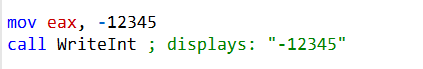 mov eax, -12345
call WriteInt ; displays: "-12345"